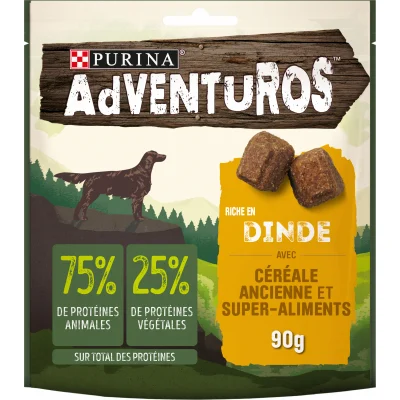 PURINA
ADVENTUROS™
RICHE EN
DINDE
AVEC
CÉRÉALE
ANCIENNE ET
SUPER-ALIMENTS
90g
75%
DE PROTÉINES
ANIMALES
25%
DE PROTÉINES
VÉGÉTALES
SUR TOTAL DES PROTÉINES